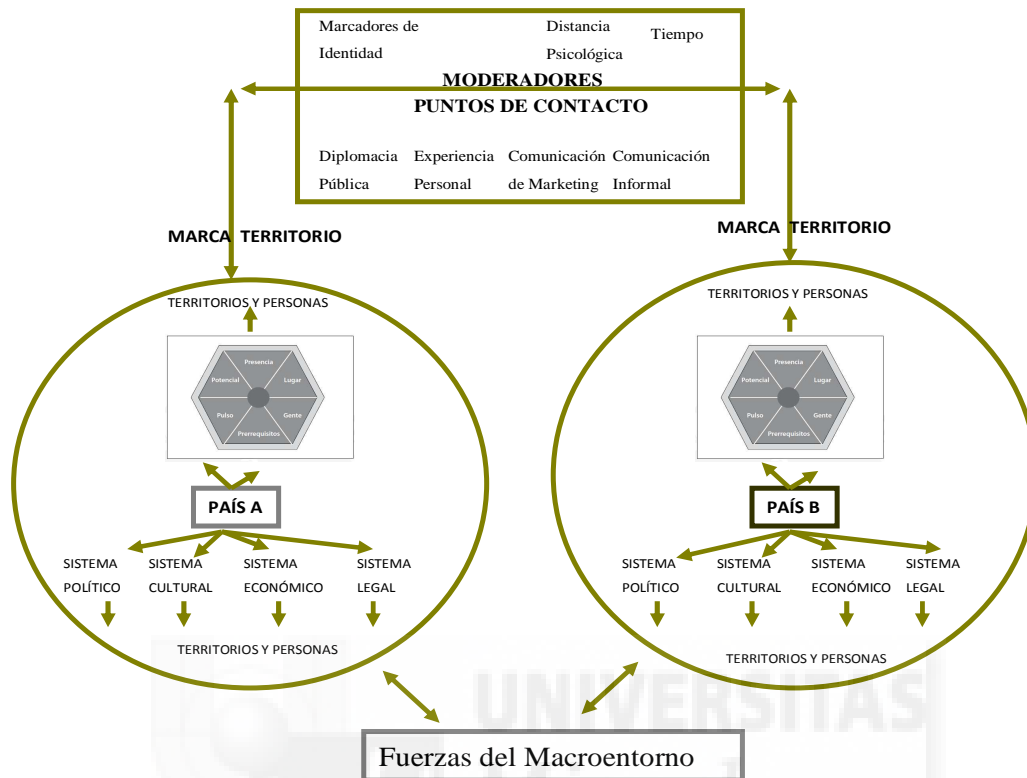 Marcadores de Distancia Tiempo
Identidad Psicológica
MODERADORES
PUNTOS DE CONTACTO
Diplomacia Experiencia Comunicación Comunicación
Pública Personal de Marketing Informal
MARCA TERRITORIO
MARCA TERRITORIO
TERRITORIOS Y PERSONAS
Presencia
Potencial Lugar
Pulso Gente
Prerrequisitos
PAÍS A
SISTEMA SISTEMA SISTEMA SISTEMA
POLÍTICO CULTURAL ECONÓMICO LEGAL
TERRITORIOS Y PERSONAS
TERRITORIOS Y PERSONAS
Presencia
Potencial Lugar
Pulso Gente
Prerrequisitos
PAÍS B
SISTEMA SISTEMA SISTEMA SISTEMA
POLÍTICO CULTURAL ECONÓMICO LEGAL
TERRITORIOS Y PERSONAS
UNIVERSITAS
Fuerzas del Macroentorno